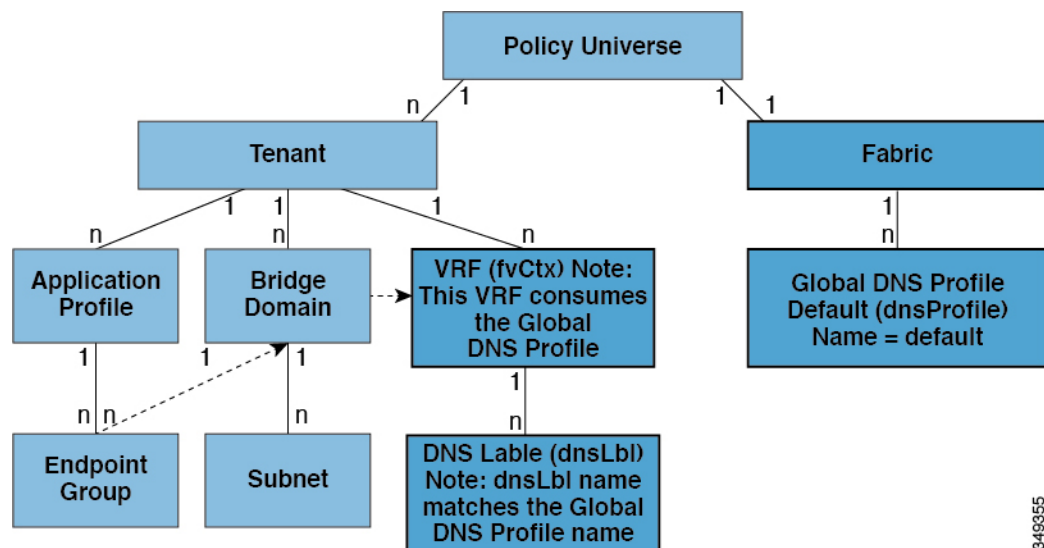 Policy Universe
n 1 1 1
Tenant
Fabric
1 1 1 1
n n n n
Application
Profile
Bridge
Domain
VRF (fvCtx) Note:
This VRF consumes
the Global
DNS Profile
Global DNS Profile
Default (dnsProfile)
Name = default
1 1 1 1
n n n n
Endpoint
Group
Subnet
DNS Lable (dnsLbl)
Note: dnsLbl name
matches the Global
DNS Profile name
349355